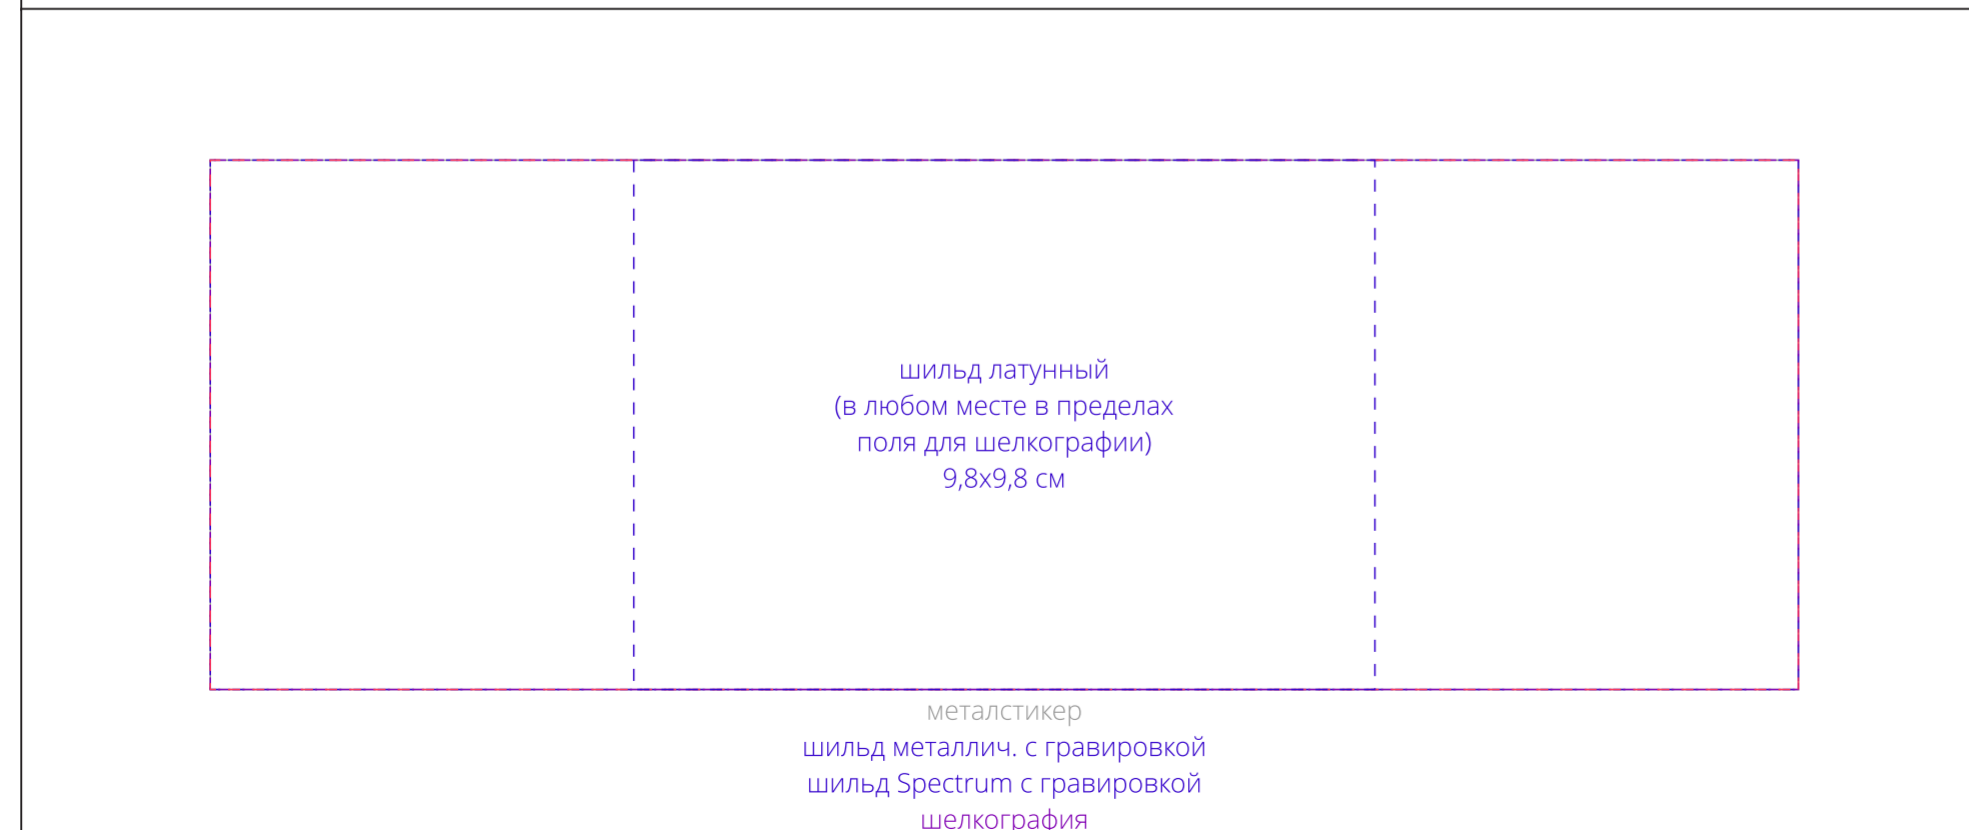 шильд латунный
(в любом месте в пределах
поля для шелкографии)
9,8х9,8 см
металстикер
шильд металлич. с гравировкой
шильд Spectrum с гравировкой
шелкография